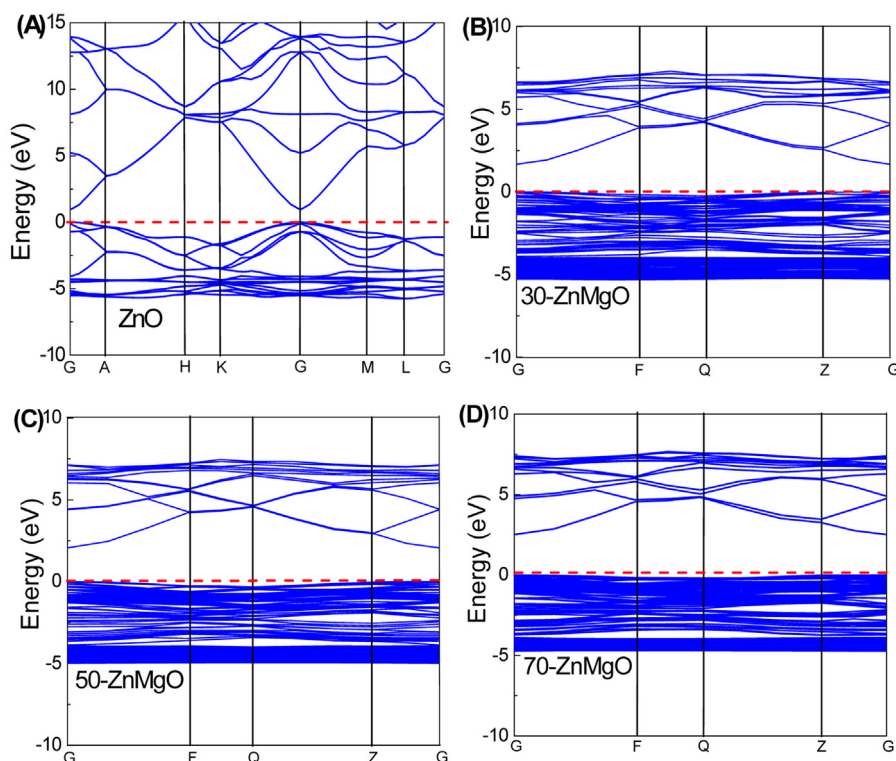 (A)
15
10
5
0
-5
-10
Energy (eV)
ZnO
G A H K G M L G
(B)
10
5
0
-5
-10
Energy (eV)
30-ZnMgO
G F Q Z G
(C)
10
5
0
-5
-10
Energy (eV)
50-ZnMgO
G F Q Z G
(D)
10
5
0
-5
-10
Energy (eV)
70-ZnMgO
G F Q Z G